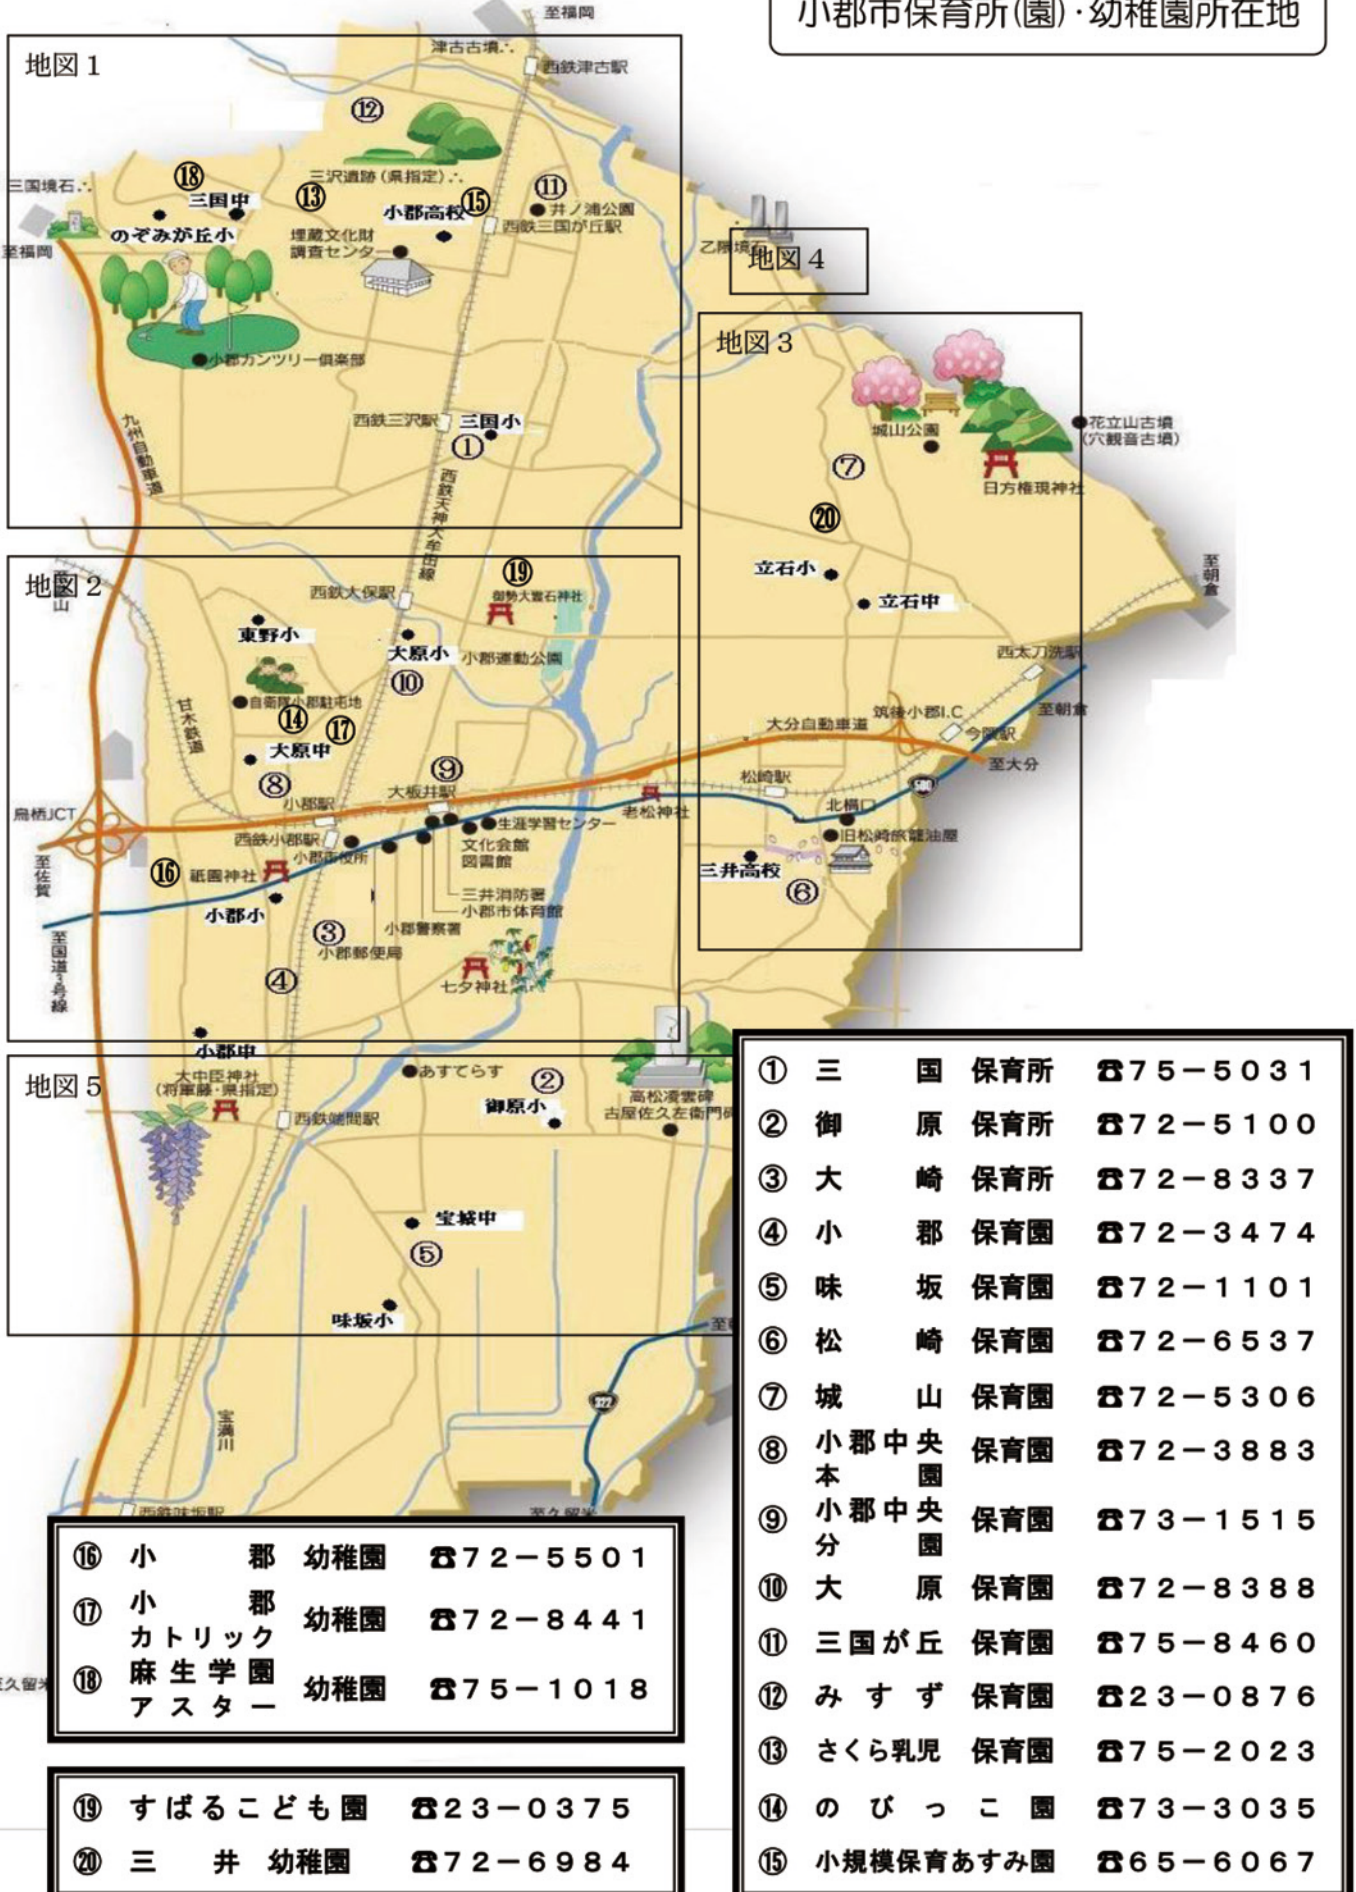 小郡市保育所(園)・幼稚園所在地
至福岡
地図1
津古古墳∴
西鉄津古駅
⑫
三国境石∴
⑱
三沢遺跡(県指定)∴
⑪
⑬
⑮
三国中
小郡高校
井ノ浦公園
のぞみが丘小
埋蔵文化財
調査センター
西鉄三国が丘駅
至福岡
乙隈境石
地図4
地図3
小郡カンツリー倶楽部
九州自動車道
西鉄三沢駅
三国小
①
西鉄天神大牟田線
城山公園
花立山古墳
(穴観音古墳)
⑦
日方権現神社
⑳
立石小
立石中
至朝倉
地図2
山
西鉄大保駅
⑲
御勢大霊石神社
東野小
大原小
小郡運動公園
⑩
西太刀洗駅
自衛隊小郡駐屯地
甘木鉄道
⑭
⑰
大原中
⑧
⑨
大分自動車道
筑後小郡I.C
至朝倉
今隈駅
至大分
鳥栖JCT
小郡駅
大板井駅
松崎駅
500
老松神社
北構口
西鉄小郡駅
生涯学習センター
旧松崎旅籠油屋
小郡市役所
文化会館
図書館
至佐賀
⑯
祇園神社
三井高校
⑥
小郡小
三井消防署
小郡市体育館
小郡警察署
③
小郡郵便局
至国道3号線
④
七夕神社
小郡中
地図5
大中臣神社
(将軍藤・県指定)
あすてらす
②
御原小
高松凌雲碑
古屋佐久左衛門碑
西鉄端間駅
宝城中
⑤
味坂小
322
宝満川
西鉄味坂駅
至久留米
① 三国 保育所 ☎75-5031
② 御原 保育所 ☎72-5100
③ 大崎 保育所 ☎72-8337
④ 小郡 保育園 ☎72-3474
⑤ 味坂 保育園 ☎72-1101
⑥ 松崎 保育園 ☎72-6537
⑦ 城山 保育園 ☎72-5306
⑧ 小郡中央 保育園 ☎72-3883
本園
⑨ 小郡中央 保育園 ☎73-1515
分園
⑩ 大原 保育園 ☎72-8388
⑪ 三国が丘 保育園 ☎75-8460
⑫ みすず 保育園 ☎23-0876
⑬ さくら乳児 保育園 ☎75-2023
⑭ のびっこ園 ☎73-3035
⑮ 小規模保育あすみ園 ☎65-6067
⑯ 小郡 幼稚園 ☎72-5501
⑰ 小郡 幼稚園 ☎72-8441
カトリック
⑱ 麻生学園 幼稚園 ☎75-1018
アスター
⑲ すばるこども園 ☎23-0375
⑳ 三井 幼稚園 ☎72-6984